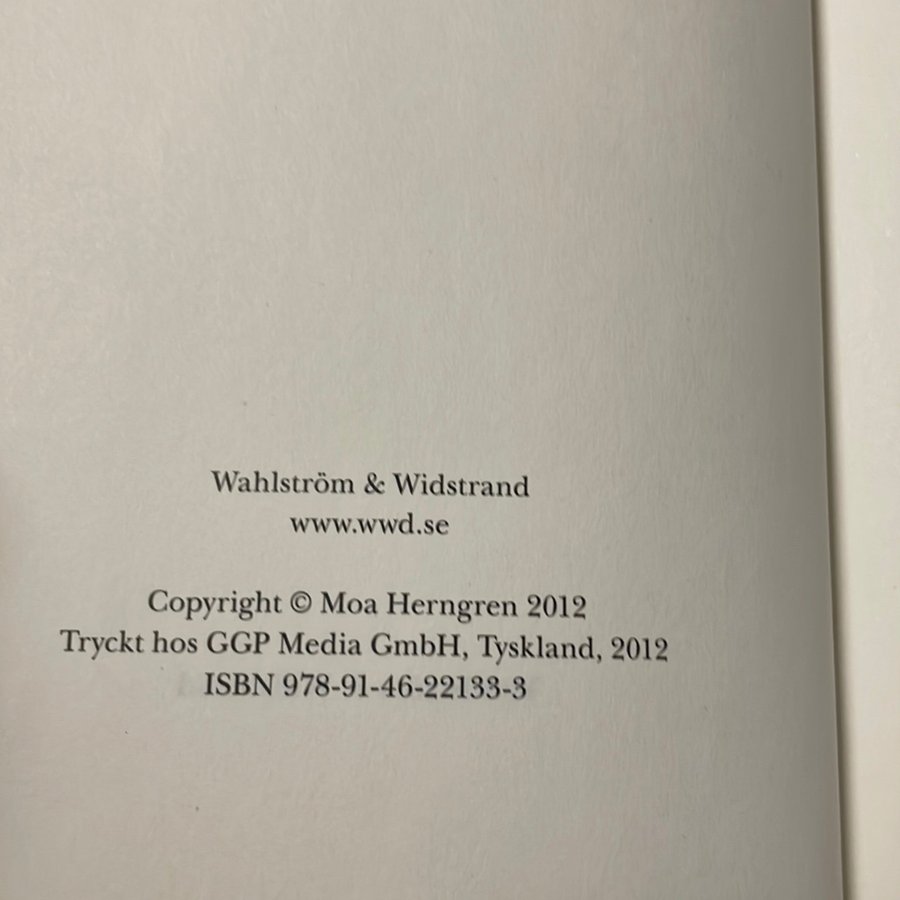 Wahlström & Widstrand
www.wwd.se
Copyright © Moa Herngren 2012
Tryckt hos GGP Media GmbH, Tyskland, 2012
ISBN 978-91-46-22133-3